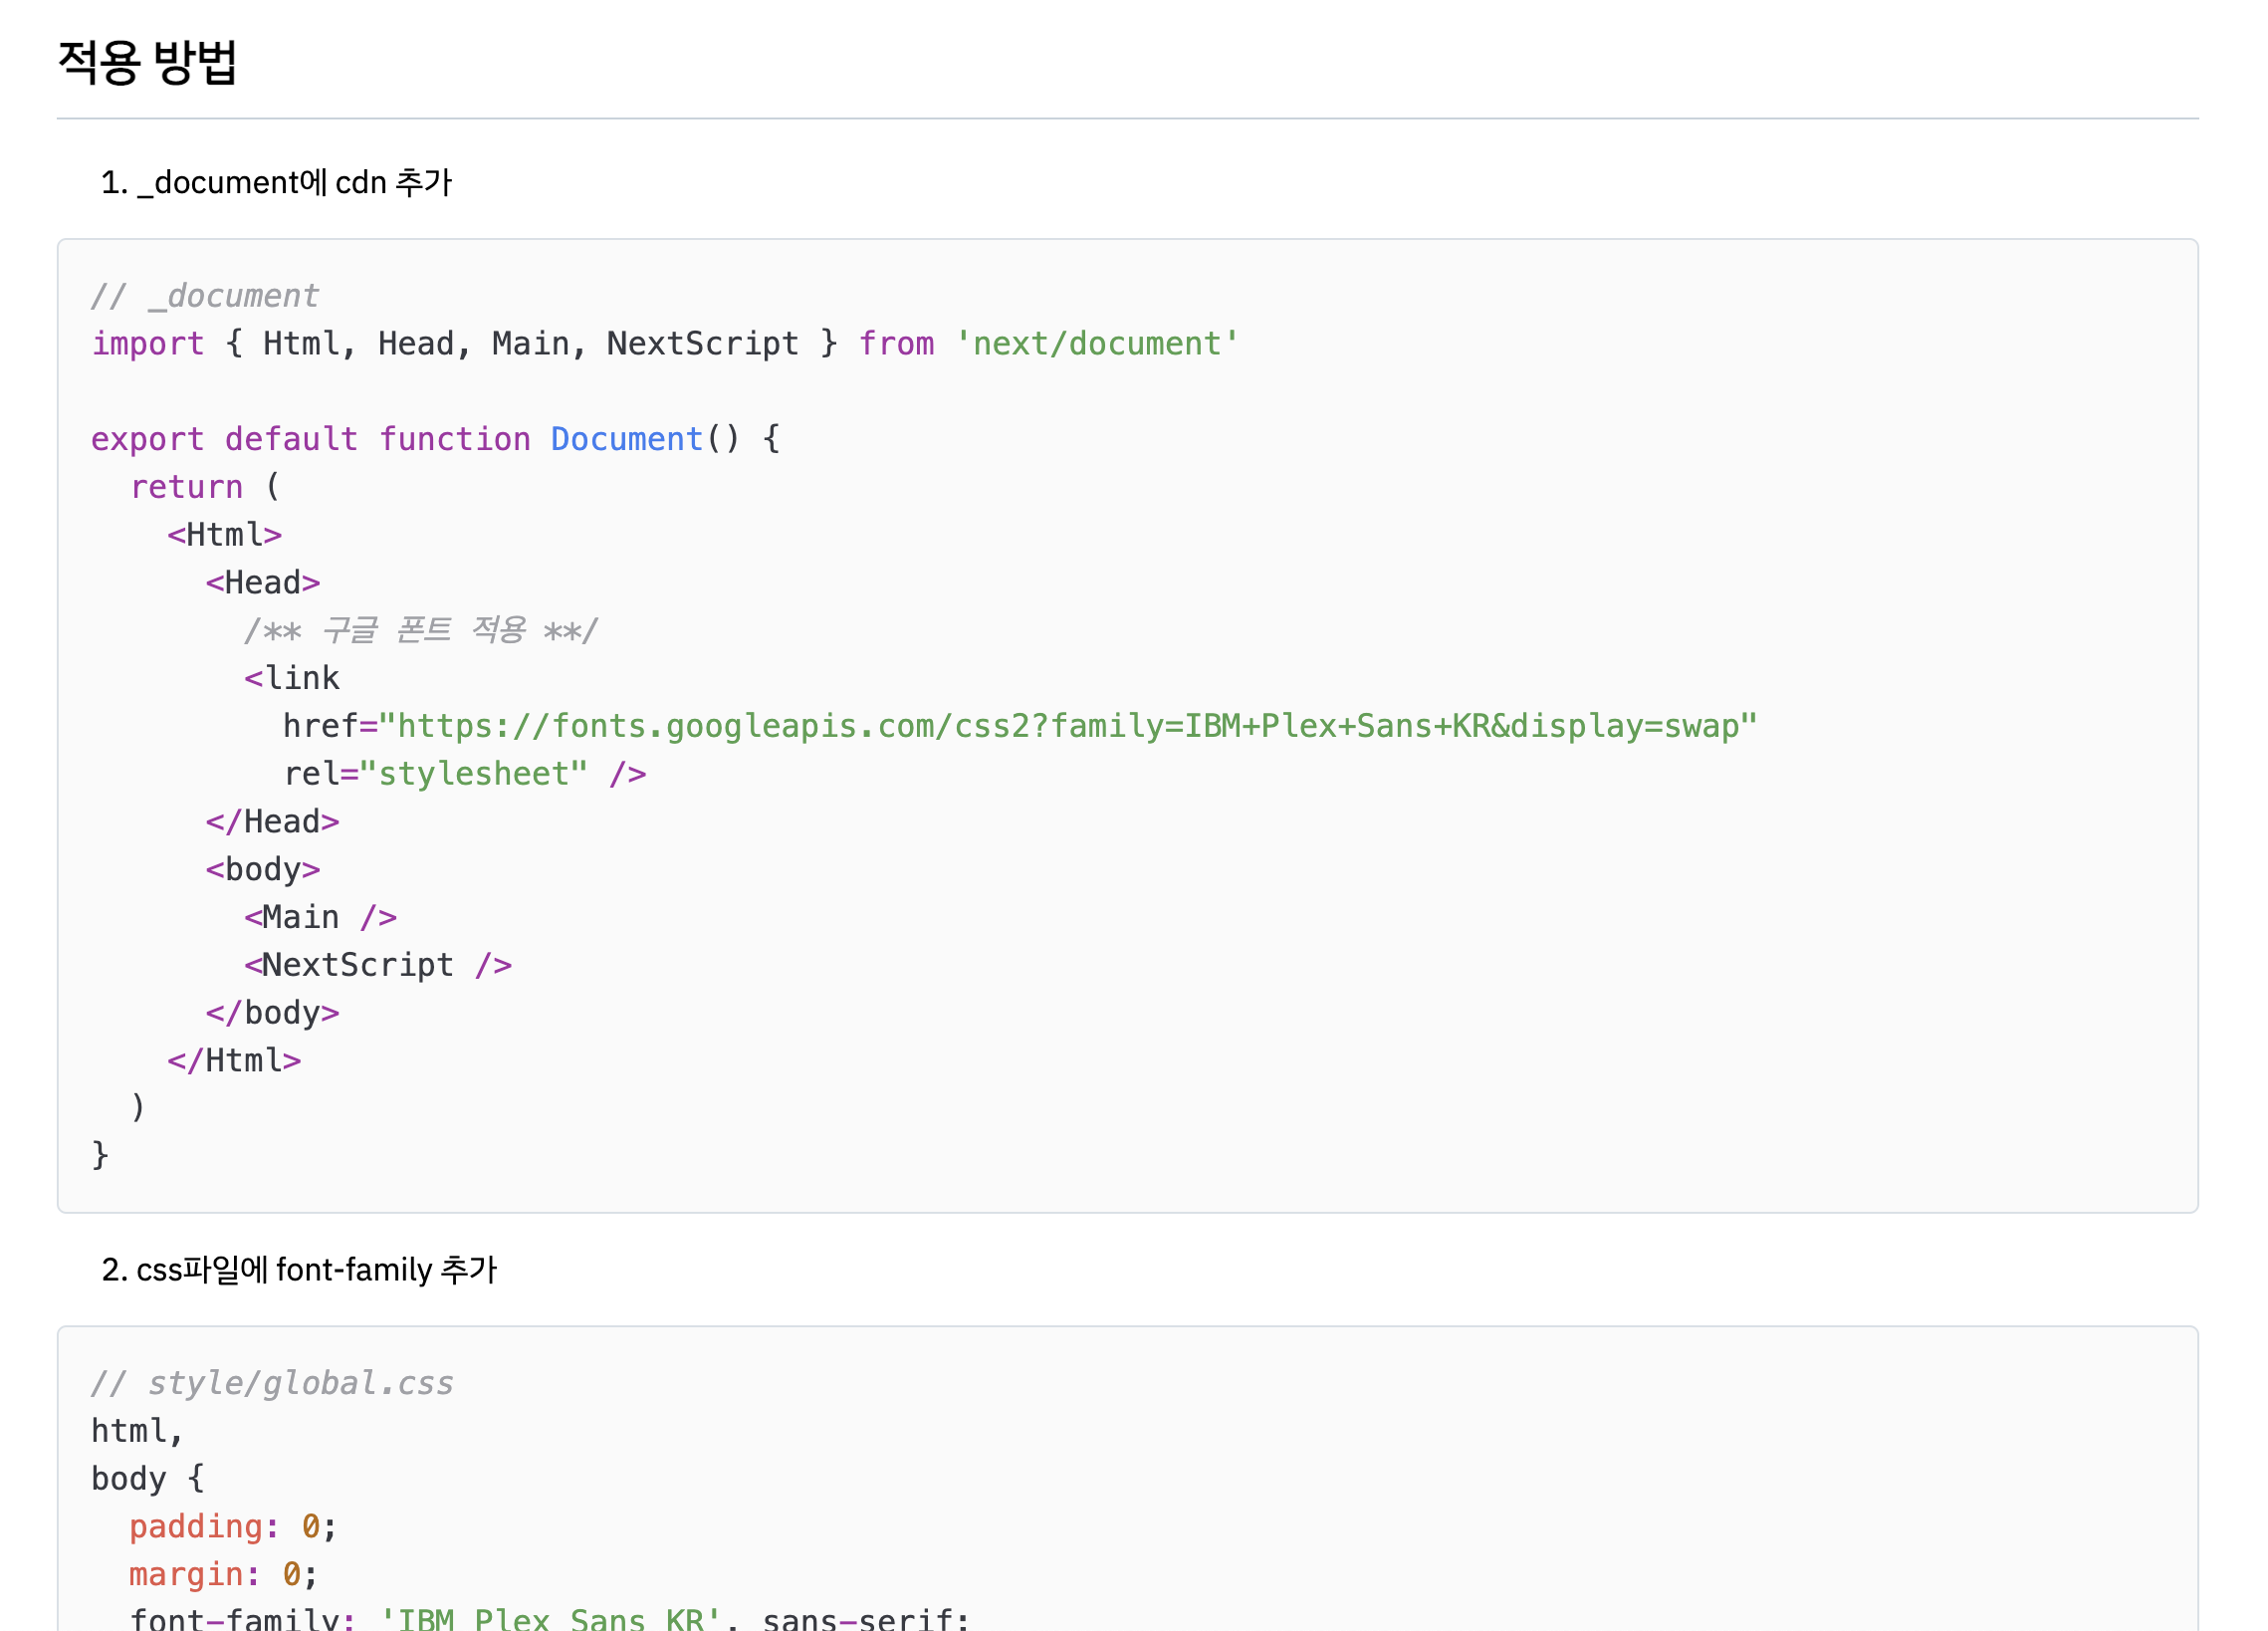 적용 방법
1. _document에 cdn 추가
// _document
import { Html, Head, Main, NextScript } from 'next/document'
export default function Document() {
  return (
    <Html>
      <Head>
        /** 구글 폰트 적용 **/
        <link
          href="https://fonts.googleapis.com/css2?family=IBM+Plex+Sans+KR&display=swap"
          rel="stylesheet" />
      </Head>
      <body>
        <Main />
        <NextScript />
      </body>
    </Html>
  )
}
2. css파일에 font-family 추가
// style/global.css
html,
body {
  padding: 0;
  margin: 0;
  font-family: 'IBM Plex Sans KR', sans-serif;